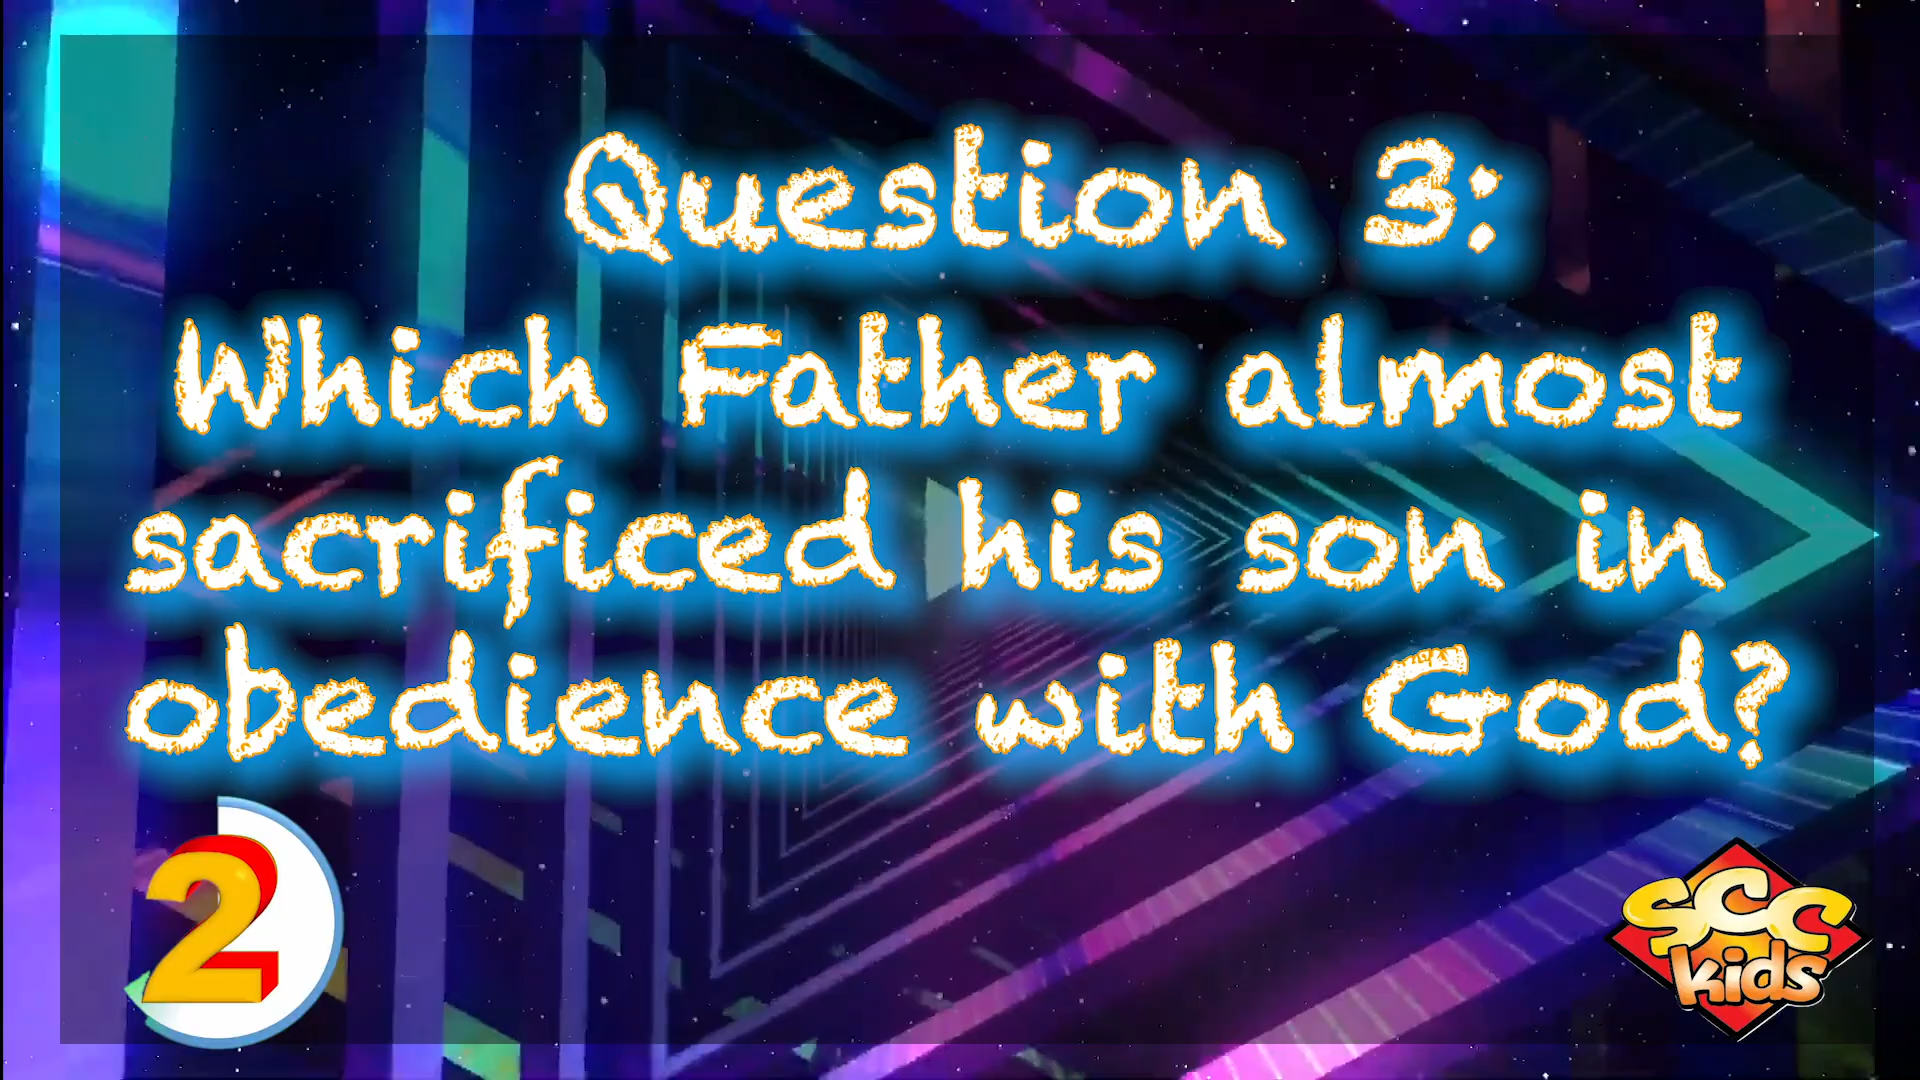 Question 3:
Which Father almost
sacrificed his son in
obedience with God?
2
SCC
kids